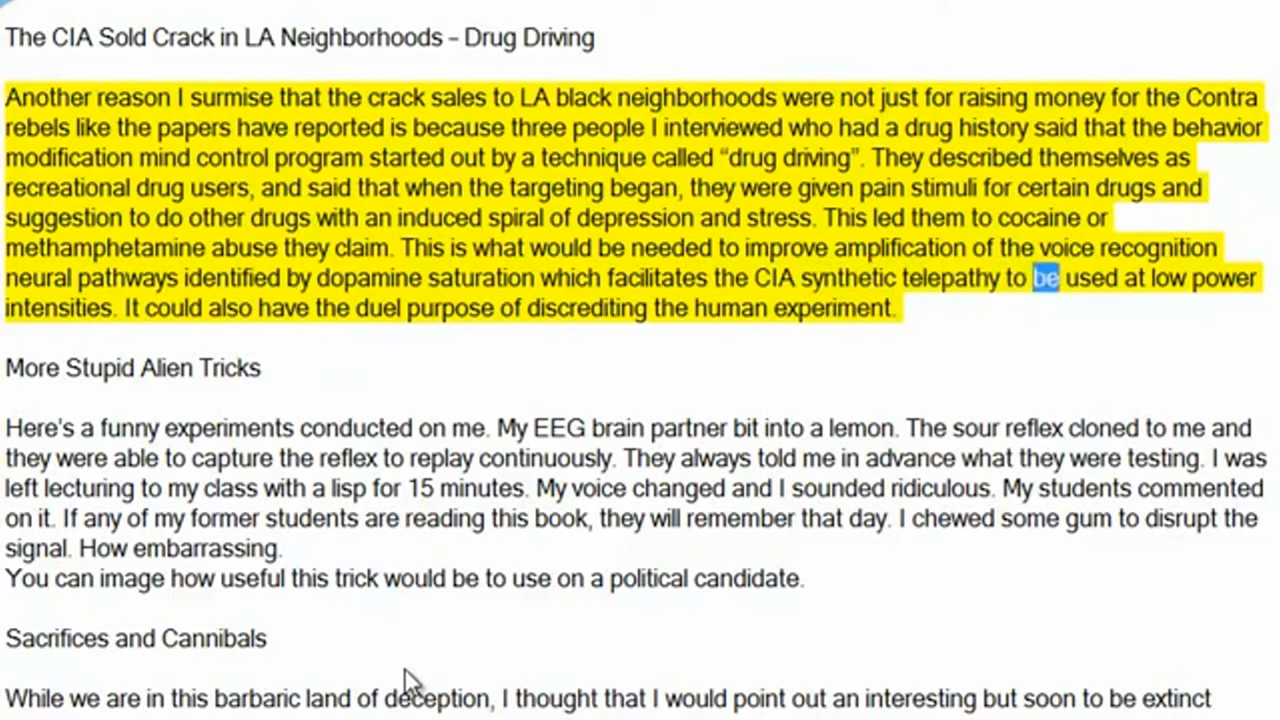 The CIA Sold Crack in LA Neighborhoods – Drug Driving
Another reason I surmise that the crack sales to LA black neighborhoods were not just for raising money for the Contra
rebels like the papers have reported is because three people I interviewed who had a drug history said that the behavior
modification mind control program started out by a technique called “drug driving”. They described themselves as
recreational drug users, and said that when the targeting began, they were given pain stimuli for certain drugs and
suggestion to do other drugs with an induced spiral of depression and stress. This led them to cocaine or
methamphetamine abuse they claim. This is what would be needed to improve amplification of the voice recognition
neural pathways identified by dopamine saturation which facilitates the CIA synthetic telepathy to be used at low power
intensities. It could also have the duel purpose of discrediting the human experiment.
More Stupid Alien Tricks
Here’s a funny experiments conducted on me. My EEG brain partner bit into a lemon. The sour reflex cloned to me and
they were able to capture the reflex to replay continuously. They always told me in advance what they were testing. I was
left lecturing to my class with a lisp for 15 minutes. My voice changed and I sounded ridiculous. My students commented
on it. If any of my former students are reading this book, they will remember that day. I chewed some gum to disrupt the
signal. How embarrassing.
You can image how useful this trick would be to use on a political candidate.
Sacrifices and Cannibals
While we are in this barbaric land of deception, I thought that I would point out an interesting but soon to be extinct